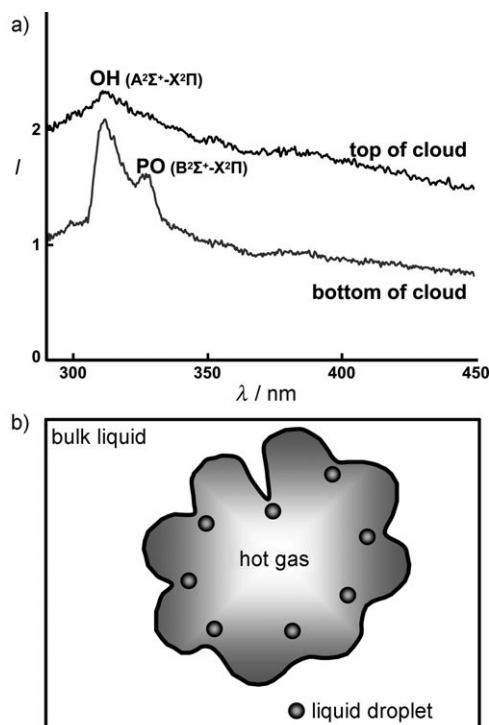 a)
OH (A²Σ⁺-X²Π)
2
top of cloud
I
PO (B²Σ⁺-X²Π)
1
bottom of cloud
0
300 350 400 450
λ / nm
b)
bulk liquid
hot gas
liquid droplet